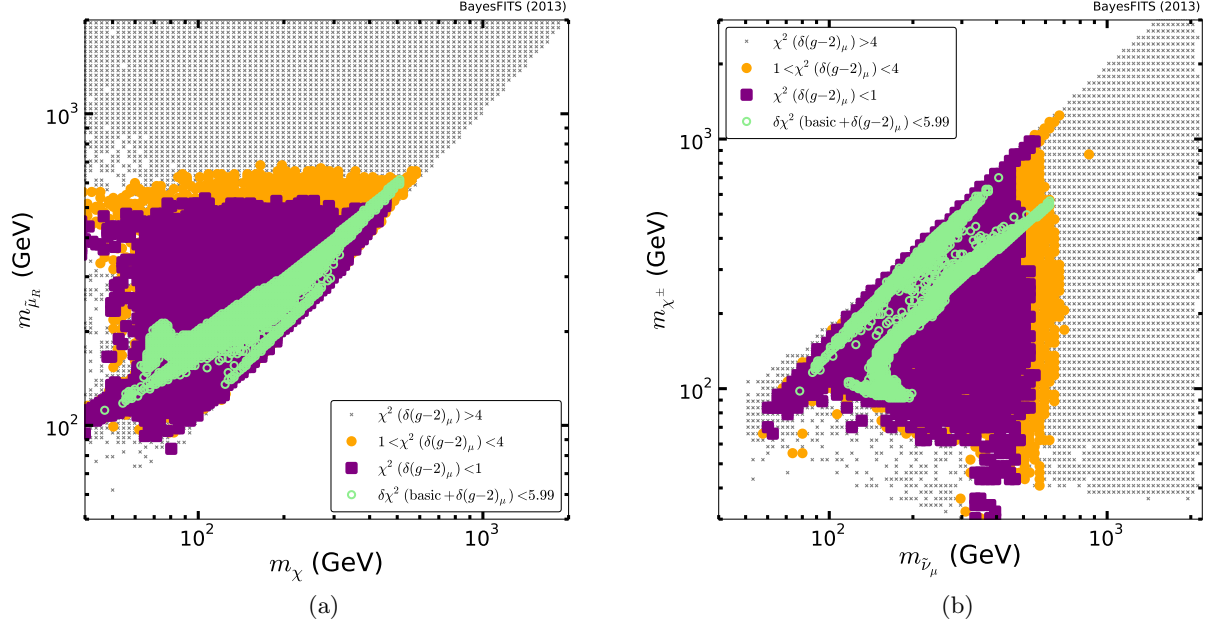 BayesFITS (2013)
10³
10²
m_{μ̃_R} (GeV)
χ² (δ(g−2)_μ) >4
1<χ² (δ(g−2)_μ) <4
χ² (δ(g−2)_μ) <1
δχ² (basic+δ(g−2)_μ) <5.99
10² 10³
m_χ (GeV)
(a)
BayesFITS (2013)
χ² (δ(g−2)_μ) >4
1<χ² (δ(g−2)_μ) <4
χ² (δ(g−2)_μ) <1
δχ² (basic+δ(g−2)_μ) <5.99
10³
10²
m_{χ^±} (GeV)
10² 10³
m_{ν̃_μ} (GeV)
(b)